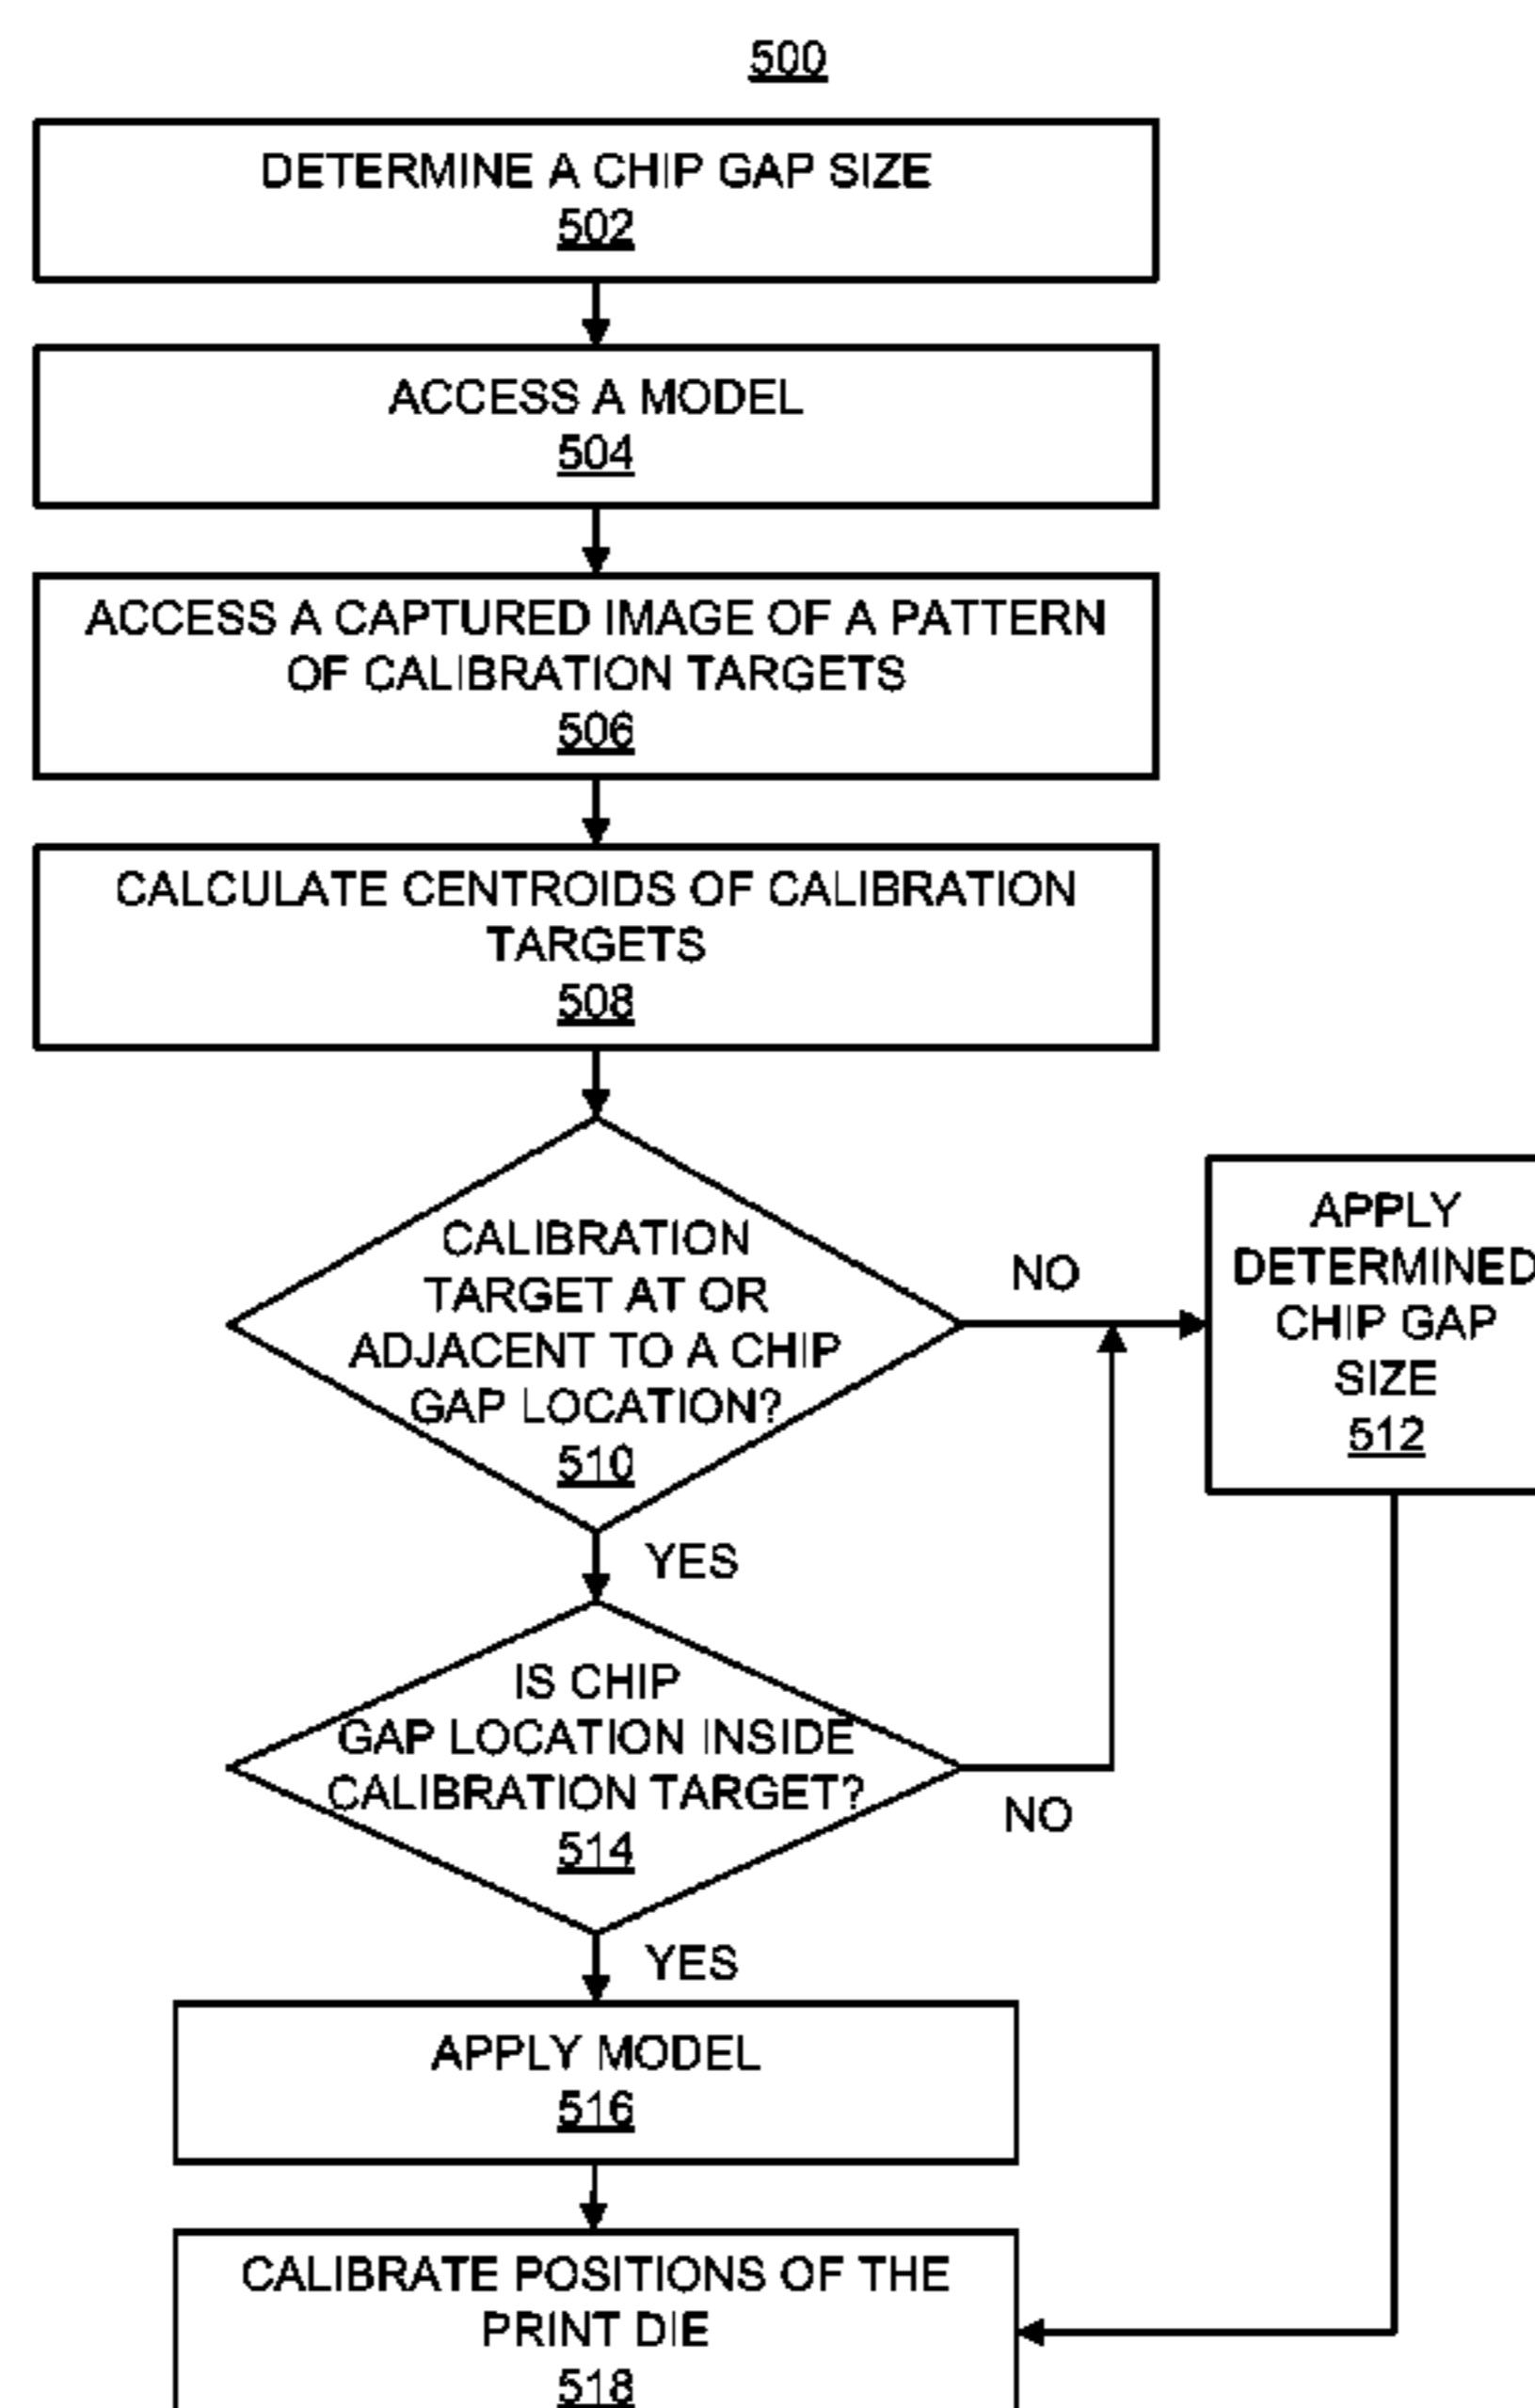 500
DETERMINE A CHIP GAP SIZE
502
ACCESS A MODEL
504
ACCESS A CAPTURED IMAGE OF A PATTERN
OF CALIBRATION TARGETS
506
CALCULATE CENTROIDS OF CALIBRATION
TARGETS
508
CALIBRATION
TARGET AT OR
ADJACENT TO A CHIP
GAP LOCATION?
510
NO
APPLY
DETERMINED
CHIP GAP
SIZE
512
YES
IS CHIP
GAP LOCATION INSIDE
CALIBRATION TARGET?
514
NO
YES
APPLY MODEL
516
CALIBRATE POSITIONS OF THE
PRINT DIE
518